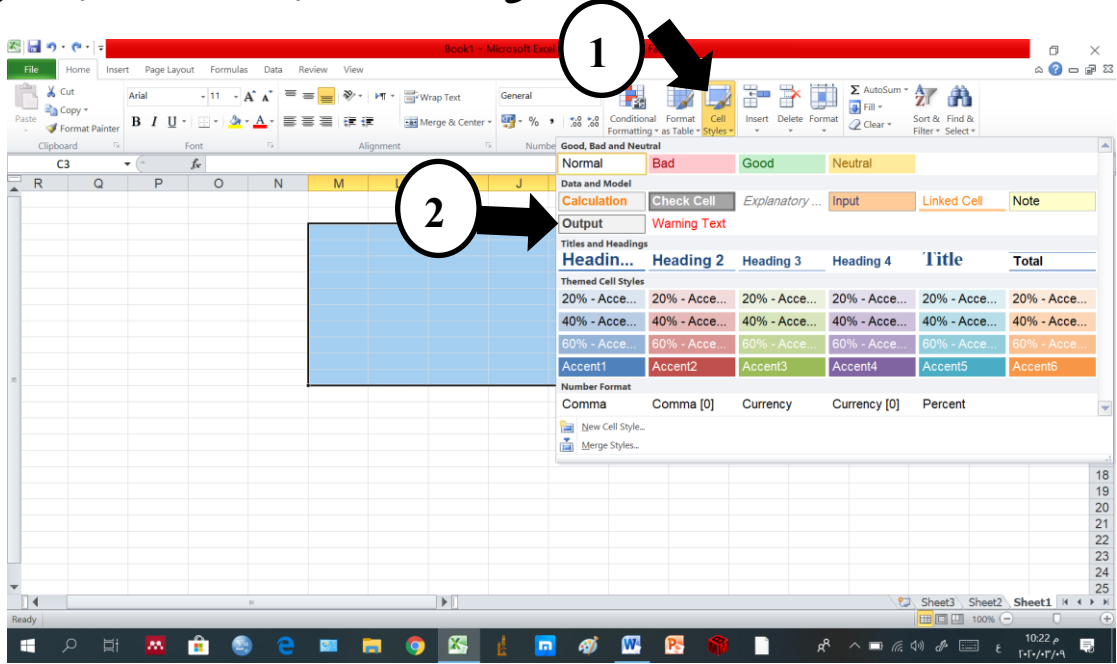 1
Book1 - Microsoft Excel
File Home Insert Page Layout Formulas Data Review View
Cut
Copy
Format Painter
Paste
Clipboard
Arial 11
B I U
Font
Wrap Text
Merge & Center
Alignment
General
% ,
Conditional Formatting
Format as Table
Cell Styles
Insert Delete Format
Σ AutoSum
Fill
Clear
Sort & Filter
Find & Select
C3 fx
R Q P O N M J
2
Good, Bad and Neutral
Normal Bad Good Neutral
Data and Model
Calculation Check Cell Explanatory ... Input Linked Cell Note
Output Warning Text
Titles and Headings
Headin... Heading 2 Heading 3 Heading 4 Title Total
Themed Cell Styles
20% - Acce... 20% - Acce... 20% - Acce... 20% - Acce... 20% - Acce... 20% - Acce...
40% - Acce... 40% - Acce... 40% - Acce... 40% - Acce... 40% - Acce... 40% - Acce...
60% - Acce... 60% - Acce... 60% - Acce... 60% - Acce... 60% - Acce... 60% - Acce...
Accent1 Accent2 Accent3 Accent4 Accent5 Accent6
Number Format
Comma Comma [0] Currency Currency [0] Percent
New Cell Style...
Merge Styles...
18
19
20
21
22
23
24
25
Sheet3 Sheet2 Sheet1
Ready 100%
10:22 م
٢٠٢٠/٠٣/٠٩
ع